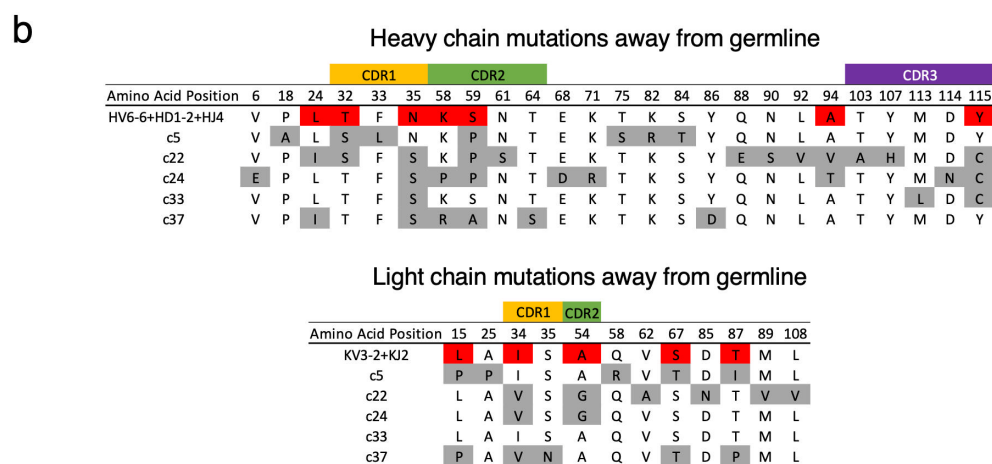 b
Heavy chain mutations away from germline
CDR1 CDR2 CDR3
Amino Acid Position 6 18 24 32 33 35 58 59 61 64 68 71 75 82 84 86 88 90 92 94 103 107 113 114 115
HV6-6+HD1-2+HJ4 V P L T F N K S N T E K T K S Y Q N L A T Y M D Y
c5 V A L S L N K P N T E K S R T Y Q N L A T Y M D Y
c22 V P I S F S K P S T E K T K S Y E S V V A H M D C
c24 E P L T F S P P N T D R T K S Y Q N L T T Y M N C
c33 V P L T F S K S N T E K T K S Y Q N L A T Y L D C
c37 V P I T F S R A N S E K T K S D Q N L A T Y M D Y
Light chain mutations away from germline
CDR1 CDR2
Amino Acid Position 15 25 34 35 54 58 62 67 85 87 89 108
KV3-2+KJ2 L A I S A Q V S D T M L
c5 P P I S A R V T D I M L
c22 L A V S G Q A S N T V V
c24 L A V S G Q V S D T M L
c33 L A I S A Q V S D T M L
c37 P A V N A Q V T D P M L